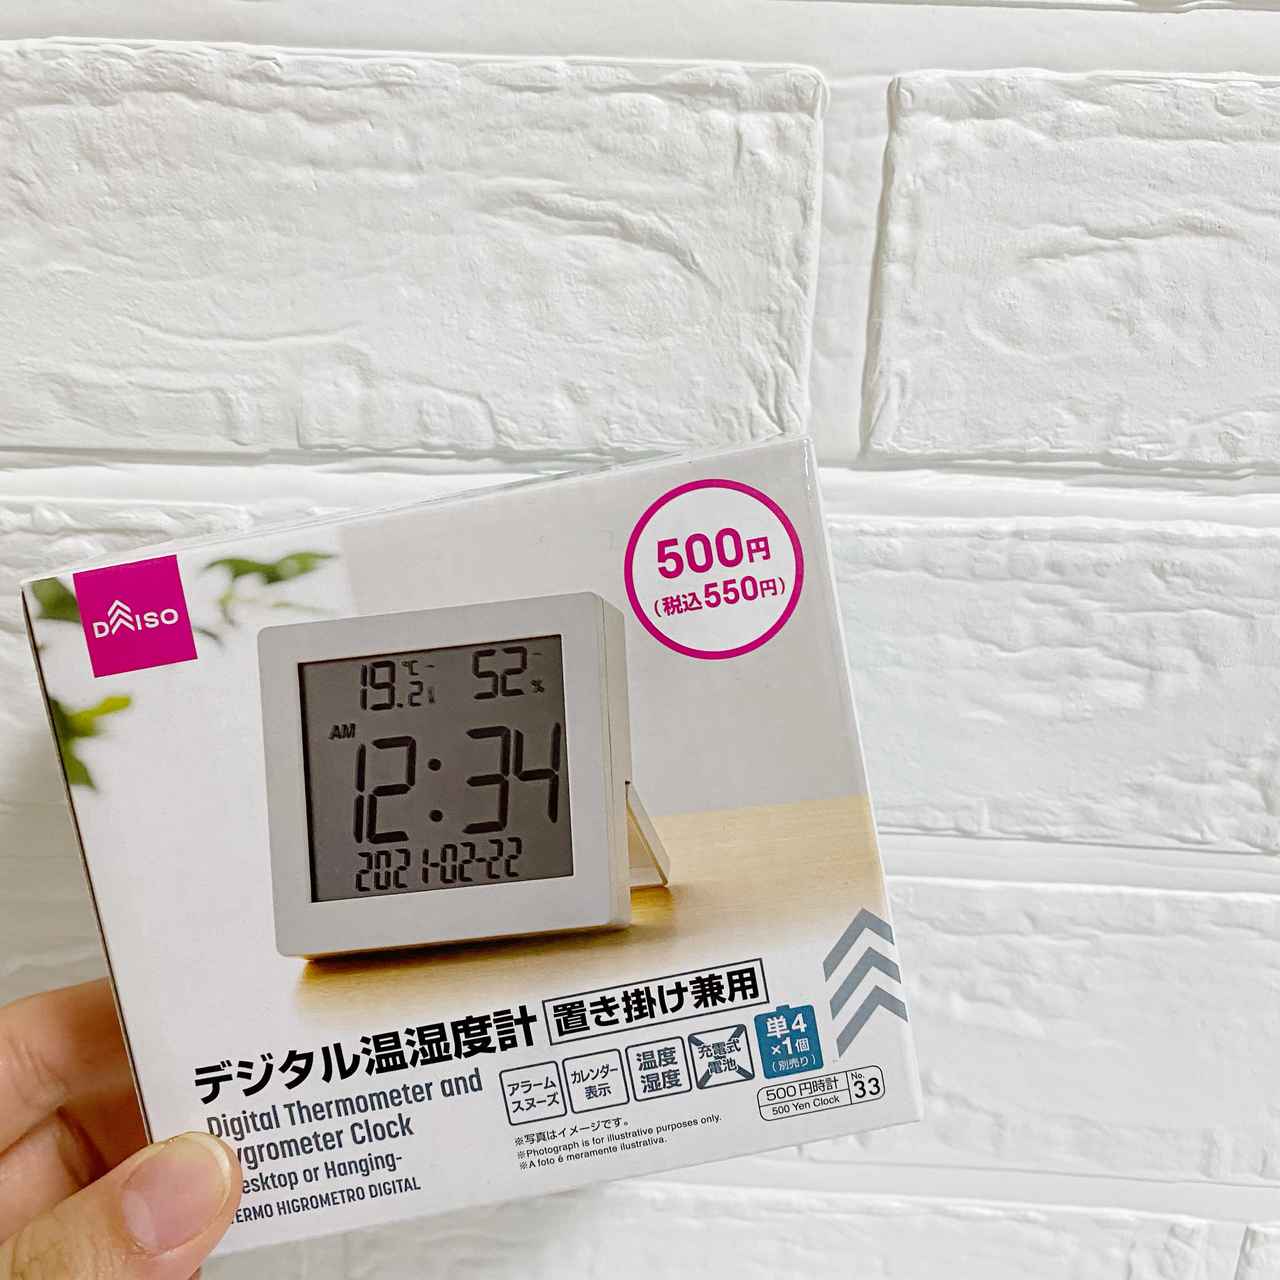 DAISO
500円
(税込550円)
19.2℃
52%
AM
12:34
2021-02-22
デジタル温湿度計 置き掛け兼用
Digital Thermometer and
ygrometer Clock
esktop or Hanging-
ERMO HIGROMETRO DIGITAL
アラーム
スヌーズ
カレンダー
表示
温度
湿度
充電式
電池
単4
×1個
(別売り)
500円時計
500 Yen Clock
No.
33
※写真はイメージです。
※Photograph is for illustrative purposes only.
※A foto é meramente ilustrativa.